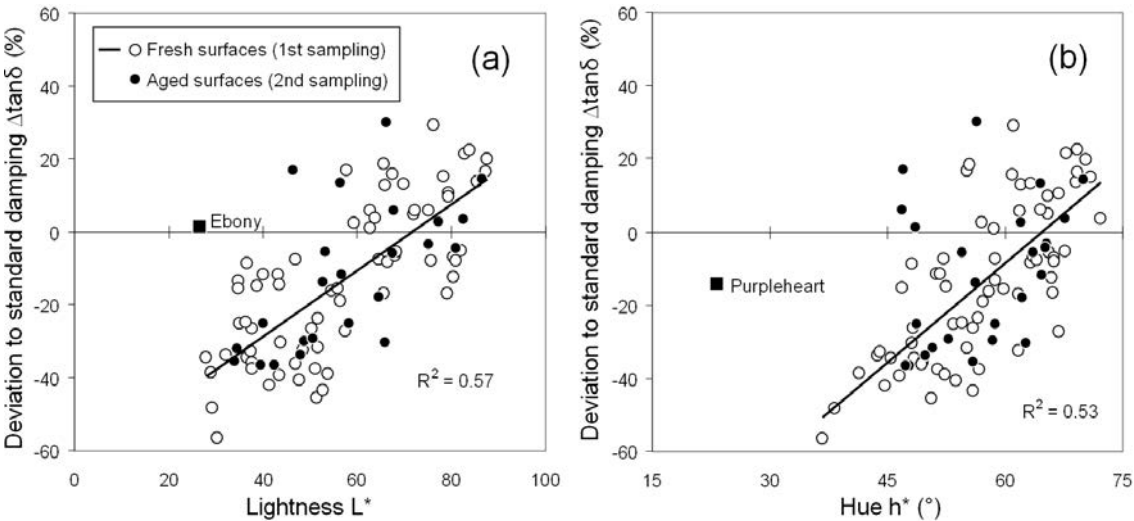 Deviation to standard damping Δtanδ (%)
60
40
20
0
-20
-40
-60
Fresh surfaces (1st sampling)
Aged surfaces (2nd sampling)
(a)
Ebony
R² = 0.57
0
20
40
60
80
100
Lightness L*
Deviation to standard damping Δtanδ (%)
60
40
20
0
-20
-40
-60
(b)
Purpleheart
R² = 0.53
15
30
45
60
75
Hue h* (°)